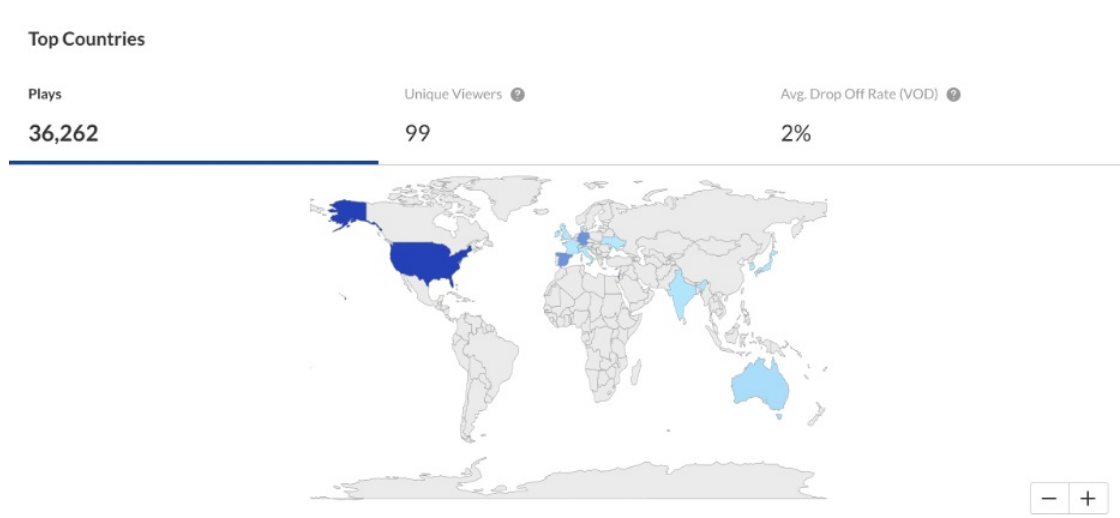 Top Countries
Plays
36,262
Unique Viewers ?
99
Avg. Drop Off Rate (VOD) ?
2%
− +